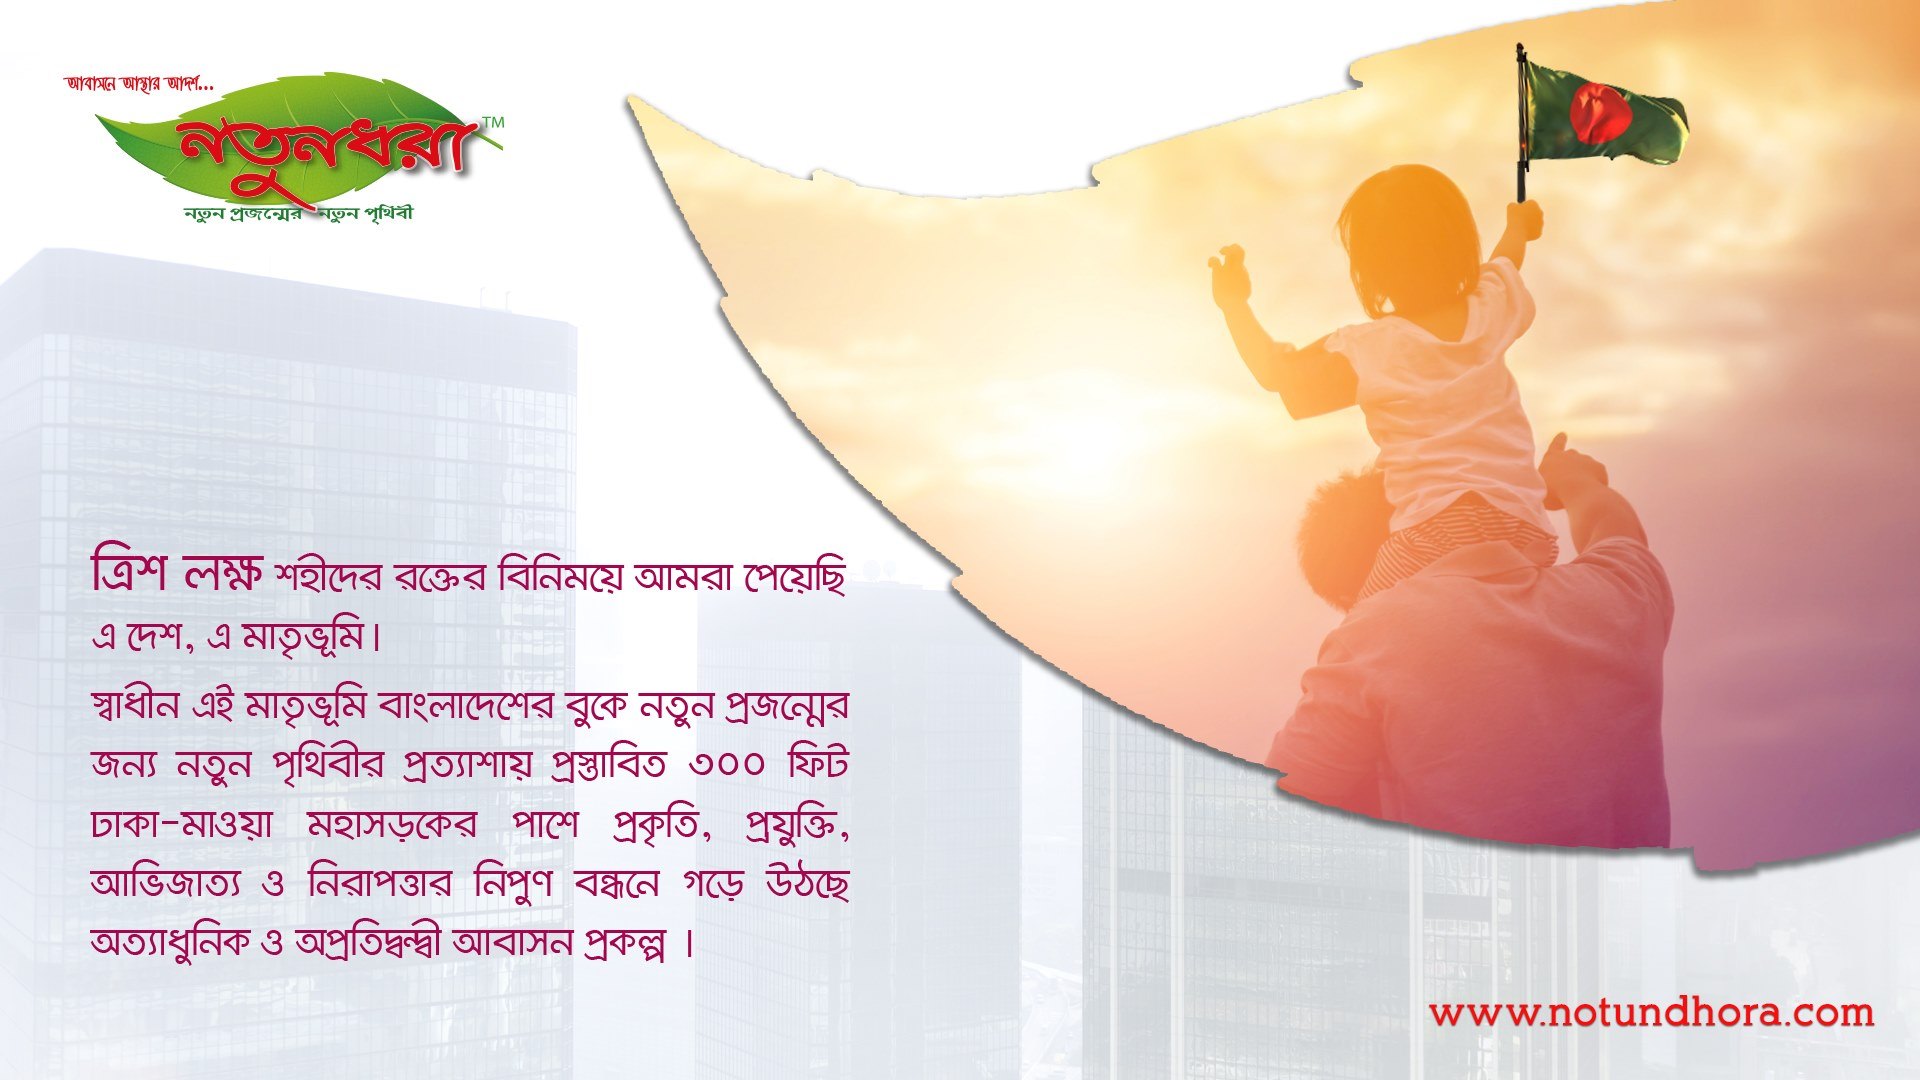 আবাসনে আস্থার আদর্শ...
নতুনধরা™
নতুন প্রজন্মের নতুন পৃথিবী
ত্রিশ লক্ষ শহীদের রক্তের বিনিময়ে আমরা পেয়েছি
এ দেশ, এ মাতৃভূমি।
স্বাধীন এই মাতৃভূমি বাংলাদেশের বুকে নতুন প্রজন্মের
জন্য নতুন পৃথিবীর প্রত্যাশায় প্রস্তাবিত ৩০০ ফিট
ঢাকা-মাওয়া মহাসড়কের পাশে প্রকৃতি, প্রযুক্তি,
আভিজাত্য ও নিরাপত্তার নিপুণ বন্ধনে গড়ে উঠছে
অত্যাধুনিক ও অপ্রতিদ্বন্দ্বী আবাসন প্রকল্প ।
www.notundhora.com